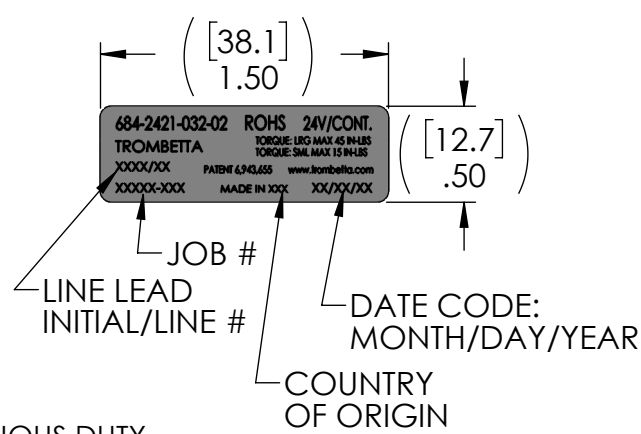 [38.1]
1.50
684-2421-032-02 ROHS 24V/CONT.
TROMBETTA TORQUE: LRG MAX 45 IN-LBS
TORQUE: SML MAX 15 IN-LBS
XXXX/XX PATENT 6,943,655 www.trombetta.com
XXXXX-XXX MADE IN XXX XX/XX/XX
[12.7]
.50
JOB #
LINE LEAD
INITIAL/LINE #
DATE CODE:
MONTH/DAY/YEAR
COUNTRY
OF ORIGIN